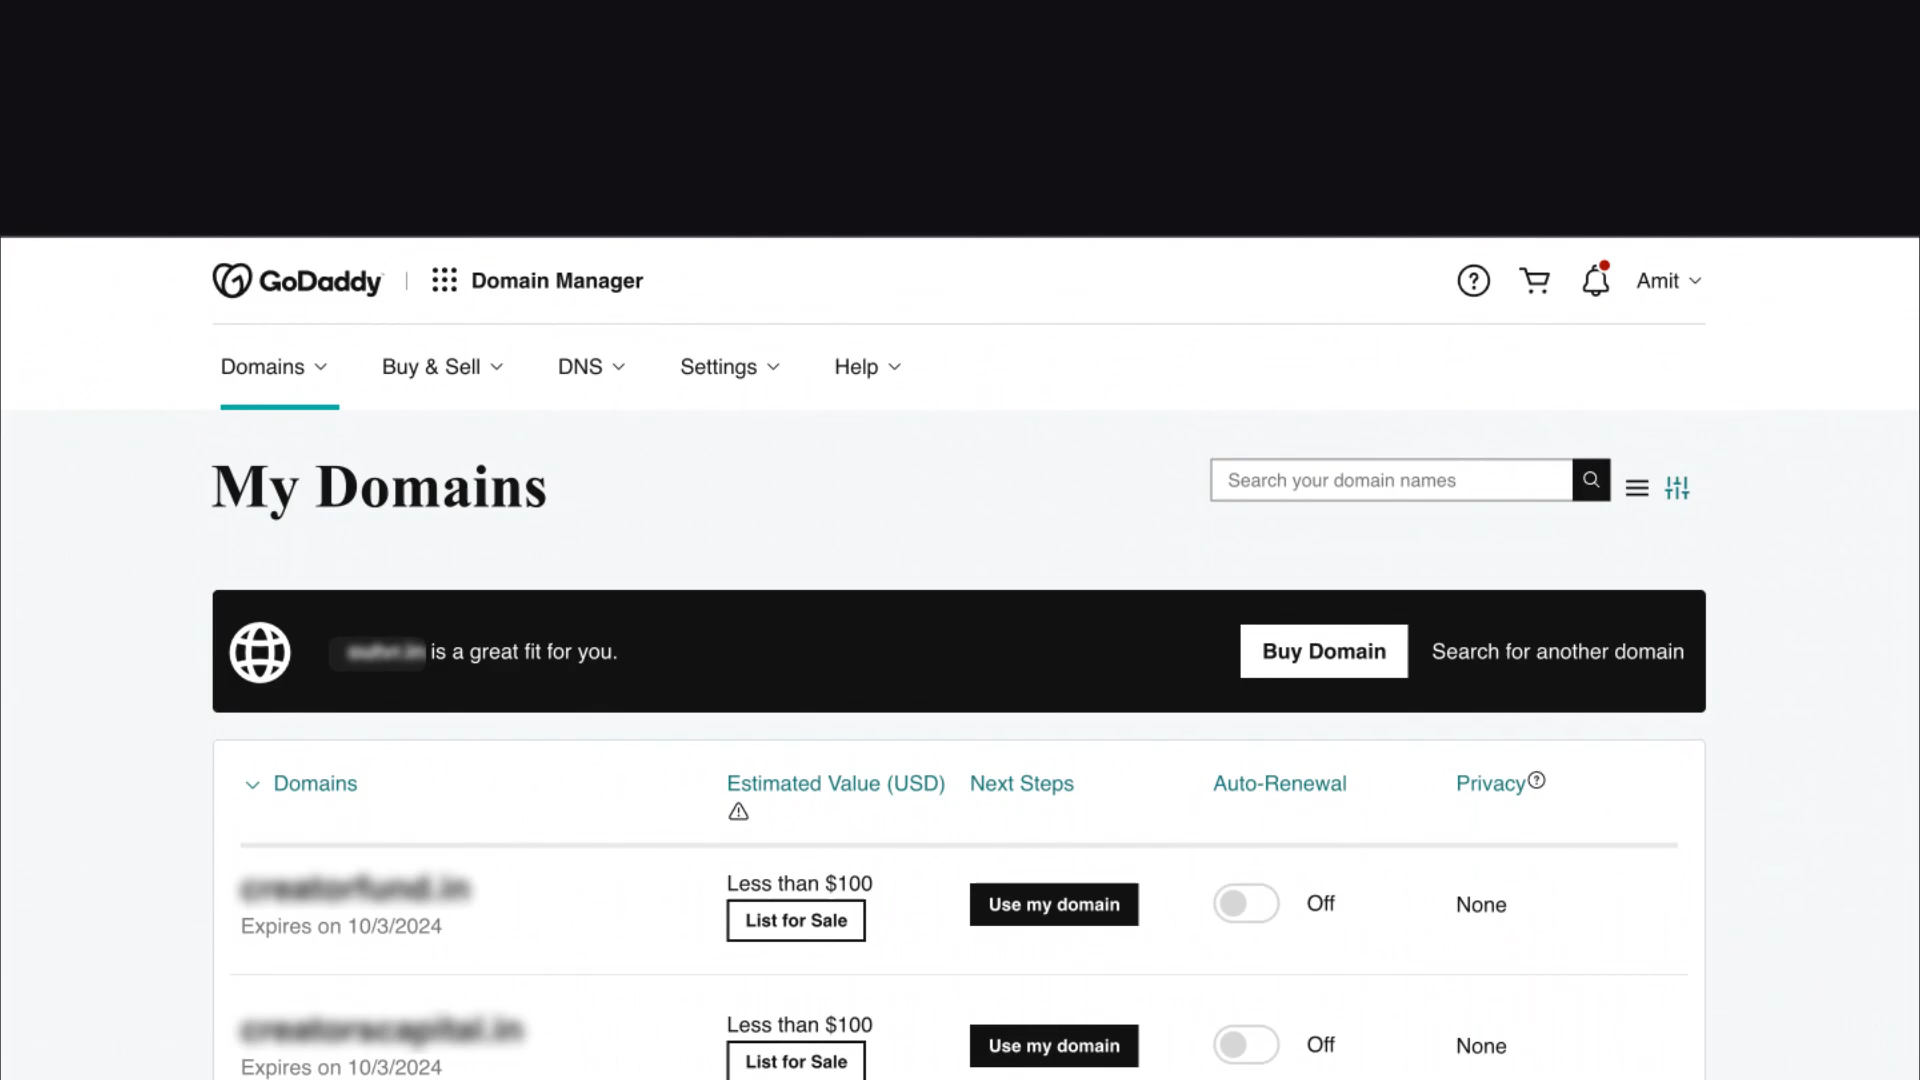 GoDaddy
Domain Manager
Amit
Domains
Buy & Sell
DNS
Settings
Help
My Domains
Search your domain names
is a great fit for you.
Buy Domain
Search for another domain
Domains
Estimated Value (USD)
Next Steps
Auto-Renewal
Privacy
Expires on 10/3/2024
Less than $100
List for Sale
Use my domain
Off
None
Expires on 10/3/2024
Less than $100
List for Sale
Use my domain
Off
None